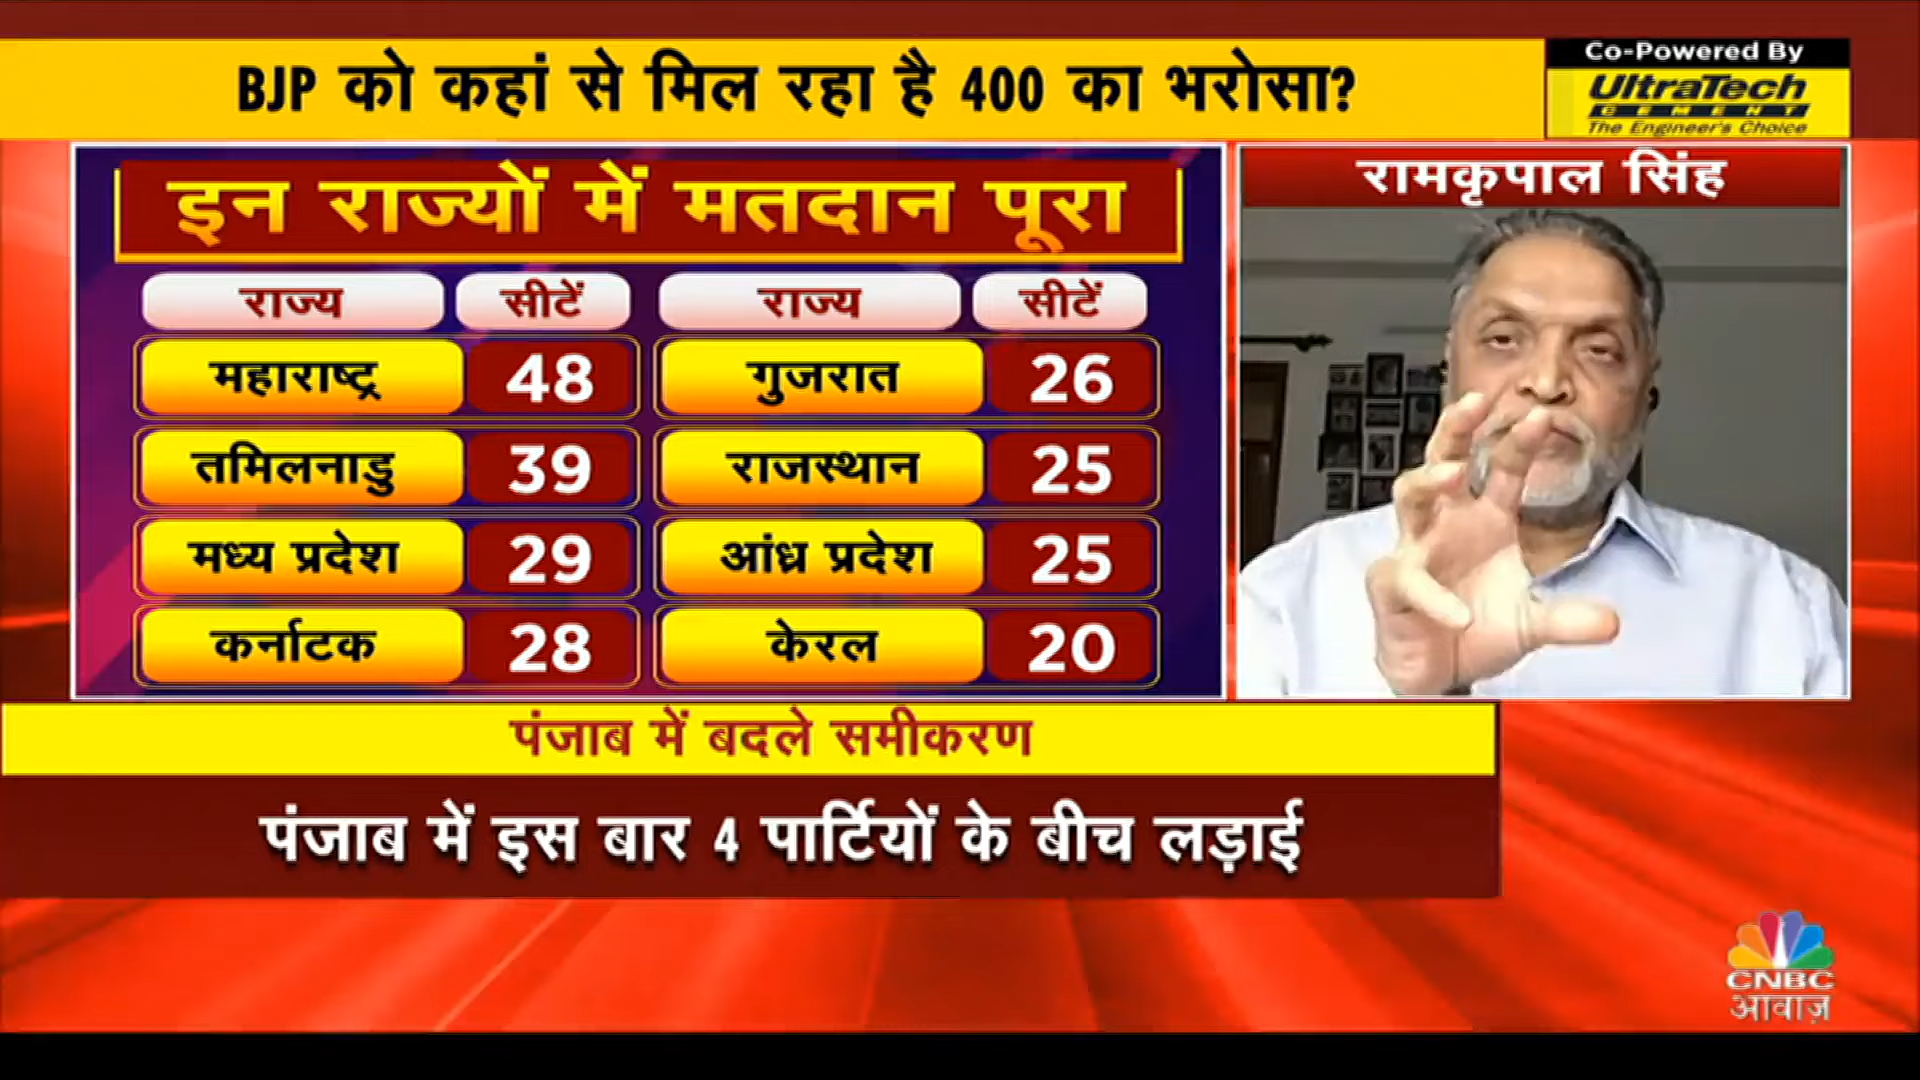 BJP को कहां से मिल रहा है 400 का भरोसा?
Co-Powered By
UltraTech
CEMENT
The Engineer's Choice
इन राज्यों में मतदान पूरा
राज्य सीटें राज्य सीटें
महाराष्ट्र 48 गुजरात 26
तमिलनाडु 39 राजस्थान 25
मध्य प्रदेश 29 आंध्र प्रदेश 25
कर्नाटक 28 केरल 20
रामकृपाल सिंह
पंजाब में बदले समीकरण
पंजाब में इस बार 4 पार्टियों के बीच लड़ाई
CNBC
आवाज़